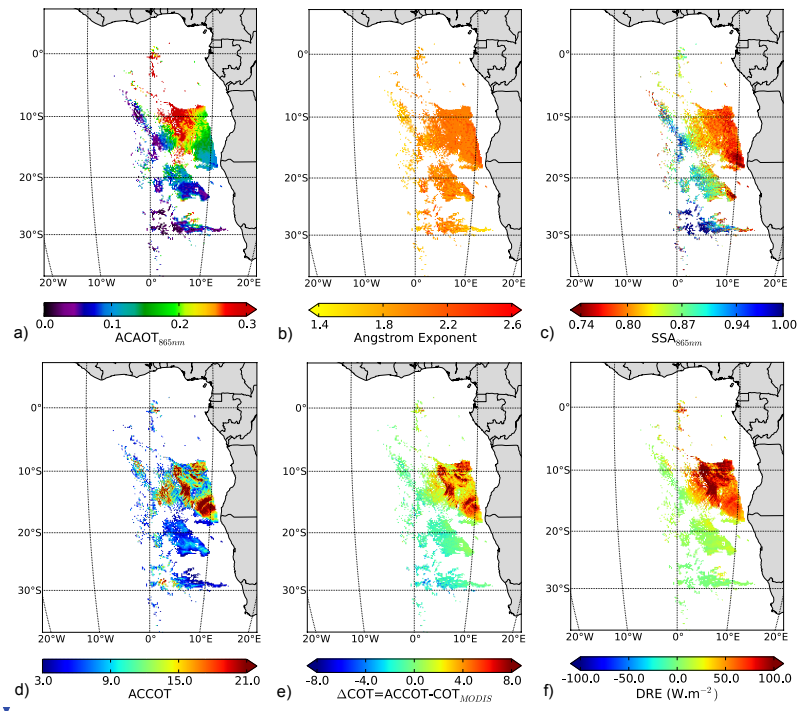 0°
10°S
20°S
30°S
20°W 10°W 0° 10°E 20°E
0.0 0.1 0.2 0.3
a) ACAOT865nm
0°
10°S
20°S
30°S
20°W 10°W 0° 10°E 20°E
1.4 1.8 2.2 2.6
b) Angstrom Exponent
0°
10°S
20°S
30°S
20°W 10°W 0° 10°E 20°E
0.74 0.80 0.87 0.94 1.00
c) SSA865nm
0°
10°S
20°S
30°S
20°W 10°W 0° 10°E 20°E
3.0 9.0 15.0 21.0
d) ACCOT
0°
10°S
20°S
30°S
20°W 10°W 0° 10°E 20°E
-8.0 -4.0 0.0 4.0 8.0
e) ΔCOT=ACCOT-COTMODIS
0°
10°S
20°S
30°S
20°W 10°W 0° 10°E 20°E
-100.0 -50.0 0.0 50.0 100.0
f) DRE (W.m−2)